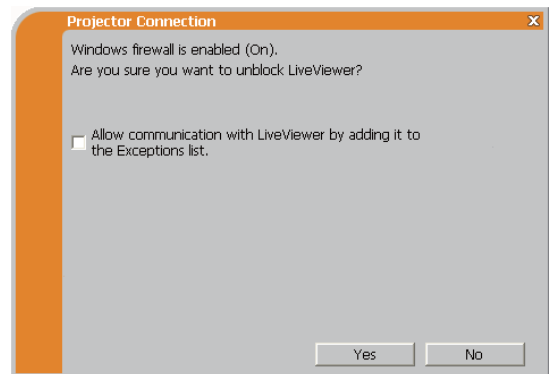 Projector Connection X
Windows firewall is enabled (On).
Are you sure you want to unblock LiveViewer?
Allow communication with LiveViewer by adding it to
the Exceptions list.
Yes No